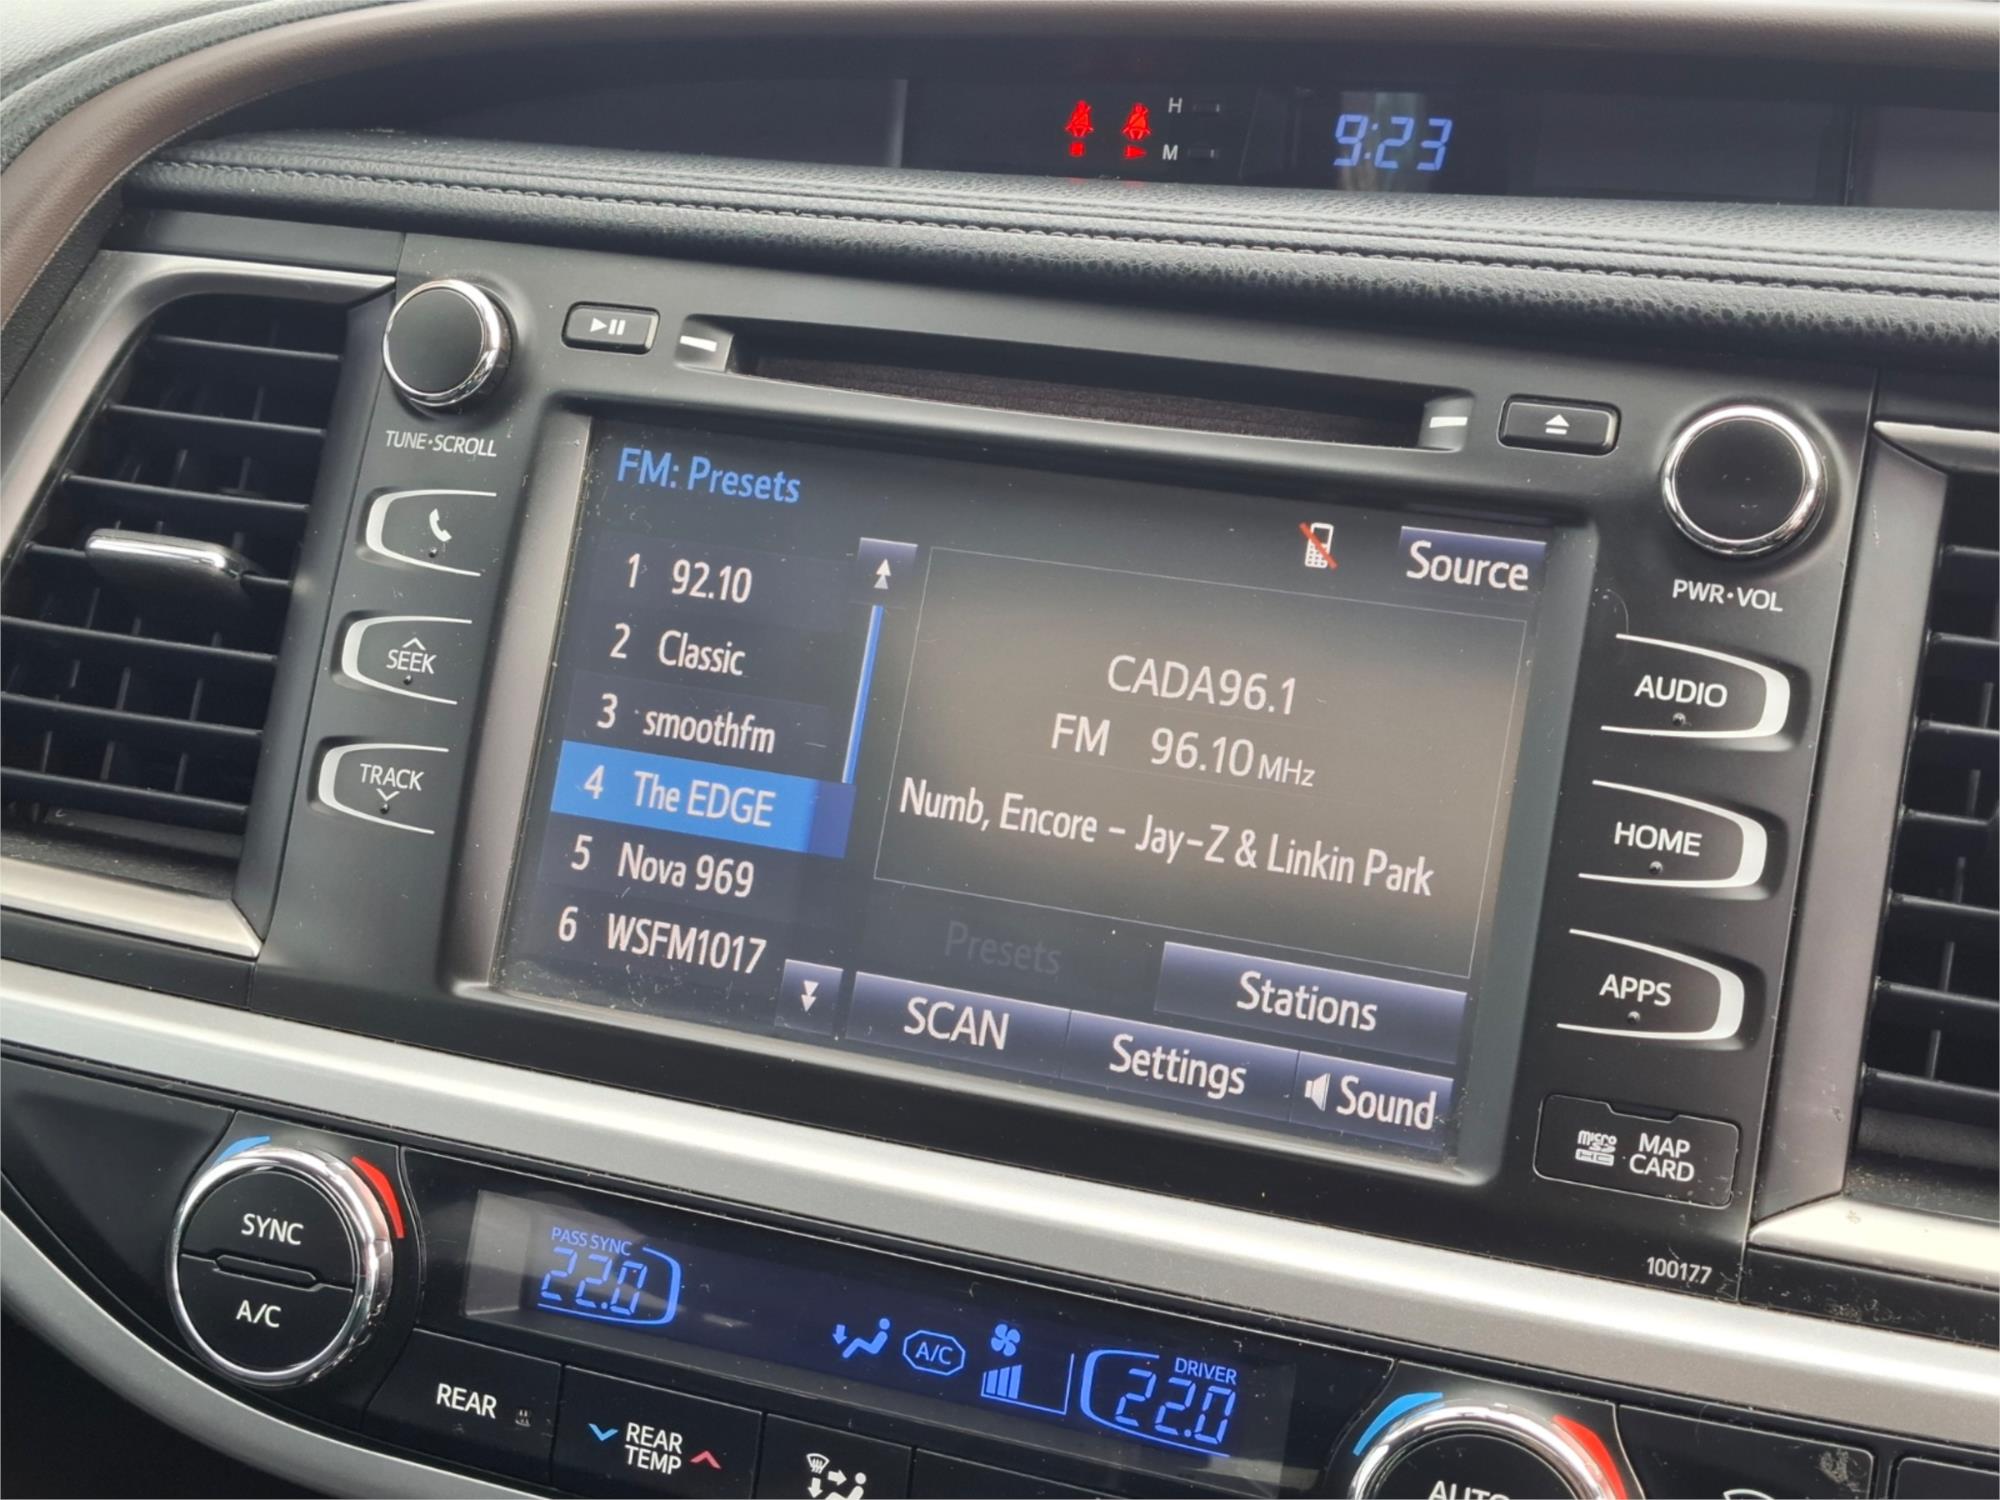 H
M
9:23
TUNE•SCROLL
SEEK
TRACK
FM: Presets
1 92.10
2 Classic
3 smoothfm
4 The EDGE
5 Nova 969
6 WSFM1017
Source
CADA96.1
FM 96.10 MHz
Numb, Encore - Jay-Z & Linkin Park
Presets
Stations
SCAN
Settings
Sound
PWR•VOL
AUDIO
HOME
APPS
micro SD HC
MAP
CARD
100177
SYNC
A/C
PASS SYNC
22.0
A/C
DRIVER
22.0
REAR
REAR
TEMP
AUTO